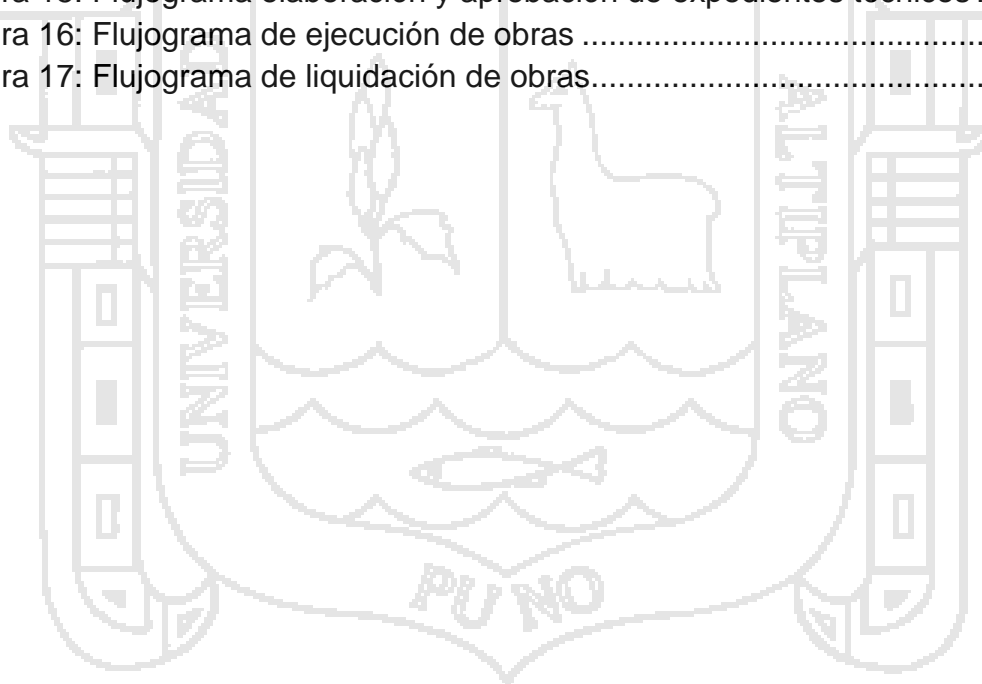 ra 16: Flujograma de ejecución de obras ............................................
ra 17: Flujograma de liquidación de obras...........................................
UNIVERSIDAD
ALTIPLANO
PUNO